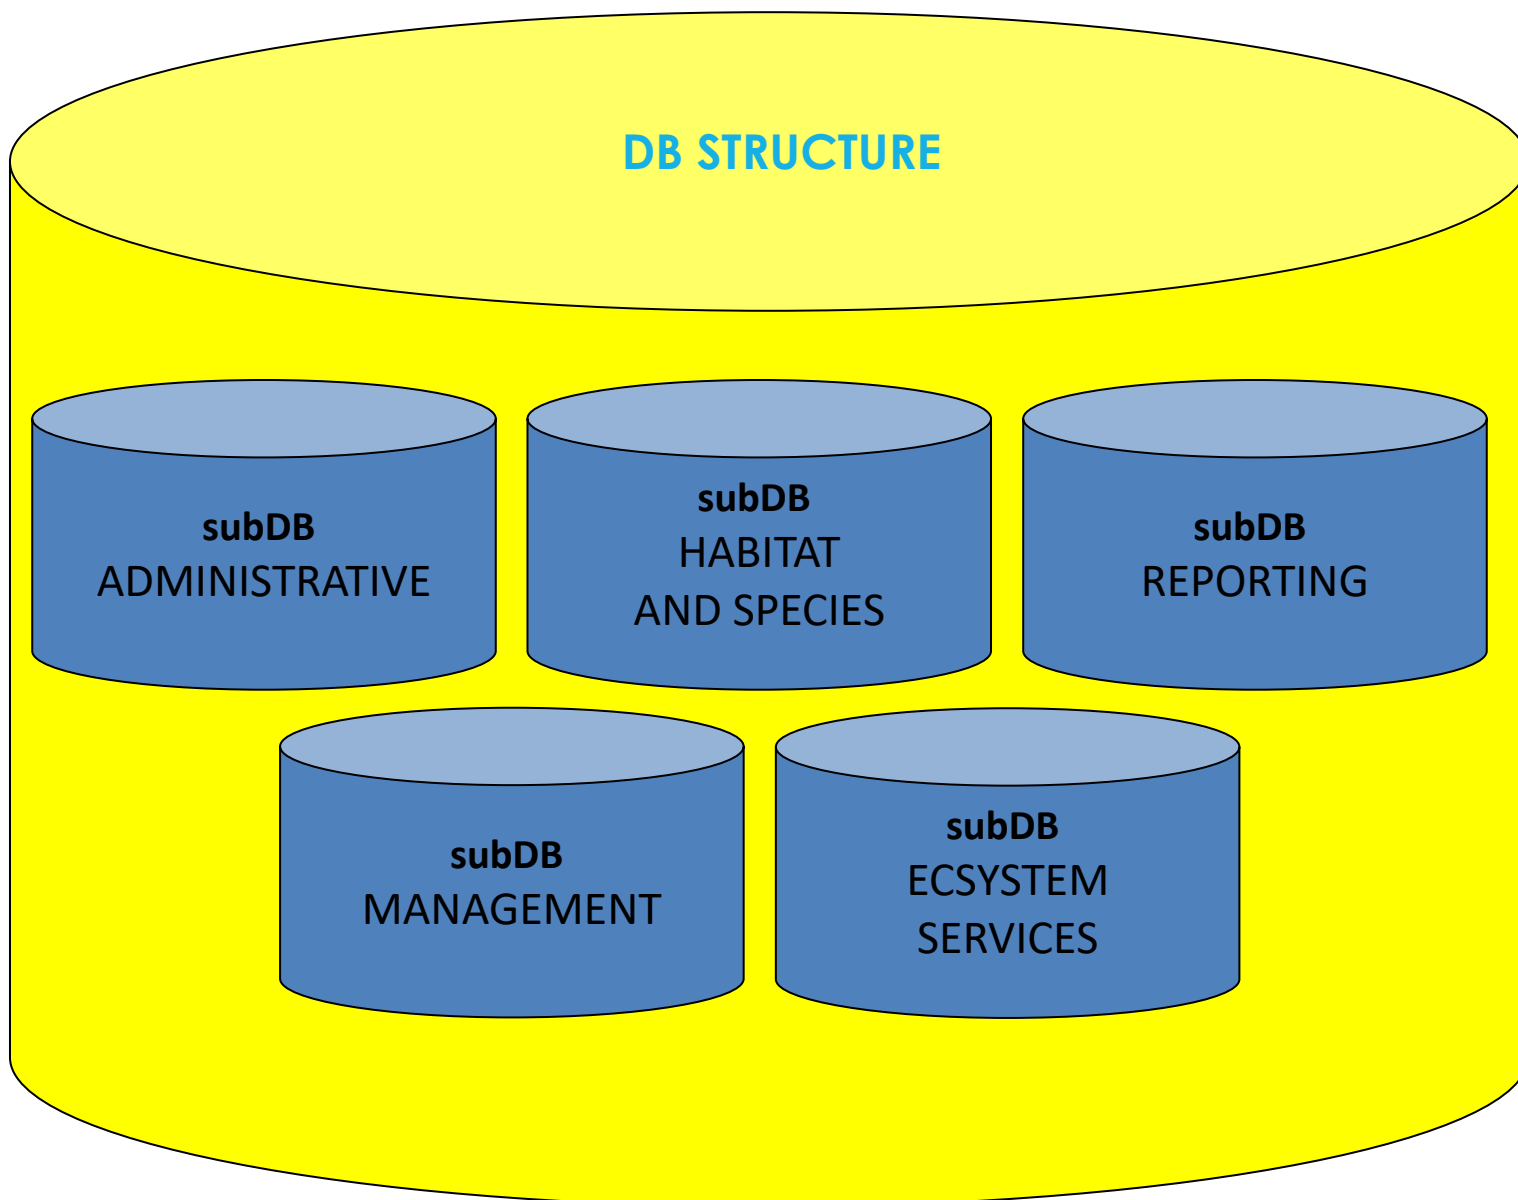 DB STRUCTURE
subDB
ADMINISTRATIVE
subDB
HABITAT
AND SPECIES
subDB
REPORTING
subDB
MANAGEMENT
subDB
ECSYSTEM
SERVICES